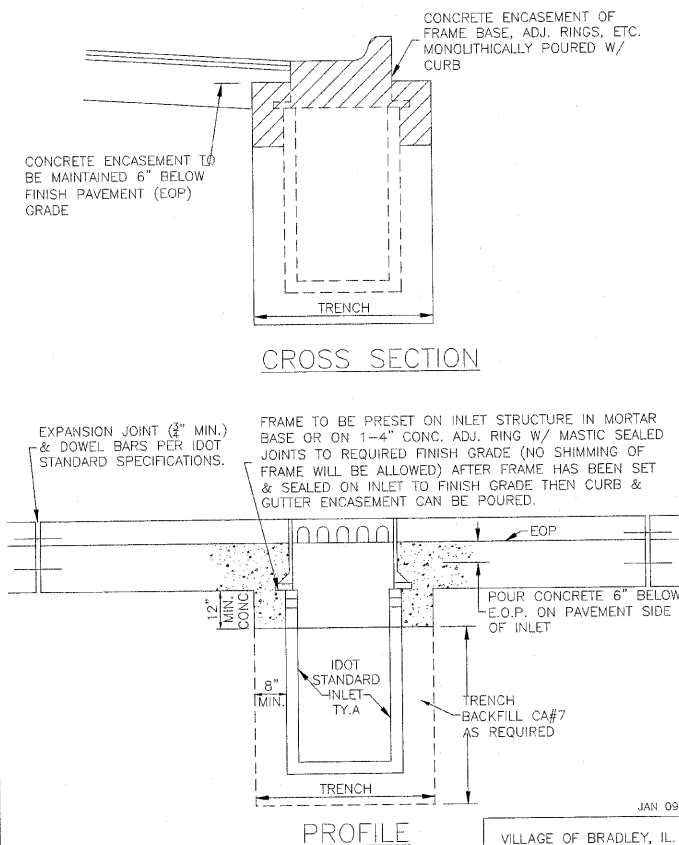 CONCRETE ENCASEMENT OF
FRAME BASE, ADJ. RINGS, ETC.
MONOLITHICALLY POURED W/
CURB
CONCRETE ENCASEMENT TO
BE MAINTAINED 6" BELOW
FINISH PAVEMENT (EOP)
GRADE
TRENCH
CROSS SECTION
EXPANSION JOINT (3/4" MIN.)
& DOWEL BARS PER IDOT
STANDARD SPECIFICATIONS.
FRAME TO BE PRESET ON INLET STRUCTURE IN MORTAR
BASE OR ON 1-4" CONC. ADJ. RING W/ MASTIC SEALED
JOINTS TO REQUIRED FINISH GRADE (NO SHIMMING OF
FRAME WILL BE ALLOWED) AFTER FRAME HAS BEEN SET
& SEALED ON INLET TO FINISH GRADE THEN CURB &
GUTTER ENCASEMENT CAN BE POURED.
EOP
12"
MIN.
CONC.
POUR CONCRETE 6" BELOW
E.O.P. ON PAVEMENT SIDE
OF INLET
8"
MIN.
IDOT
STANDARD
INLET
TY.A
TRENCH
BACKFILL CA#7
AS REQUIRED
TRENCH
JAN 09
PROFILE
VILLAGE OF BRADLEY, IL.